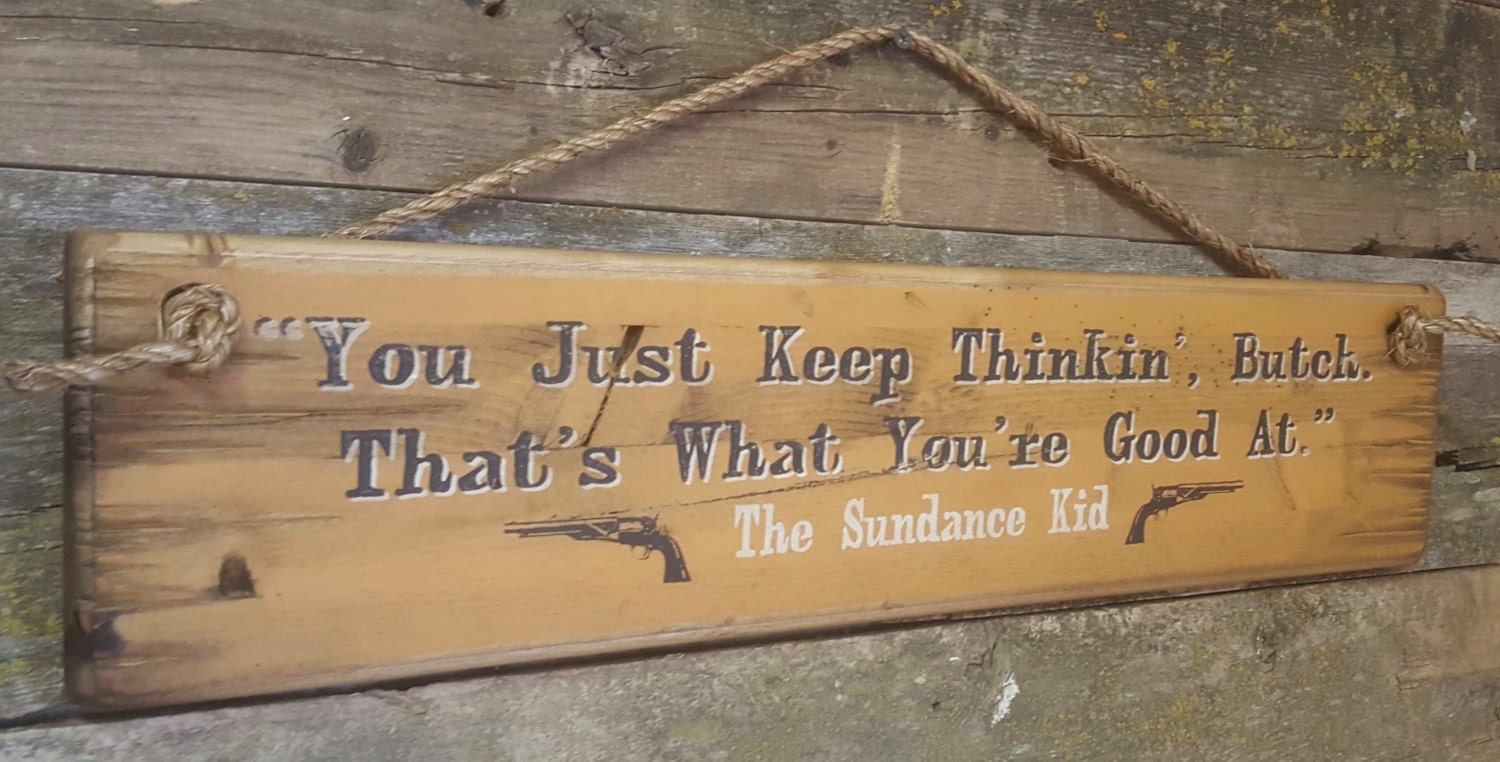 “You Just Keep Thinkin’, Butch.
That’s What You’re Good At.”
The Sundance Kid